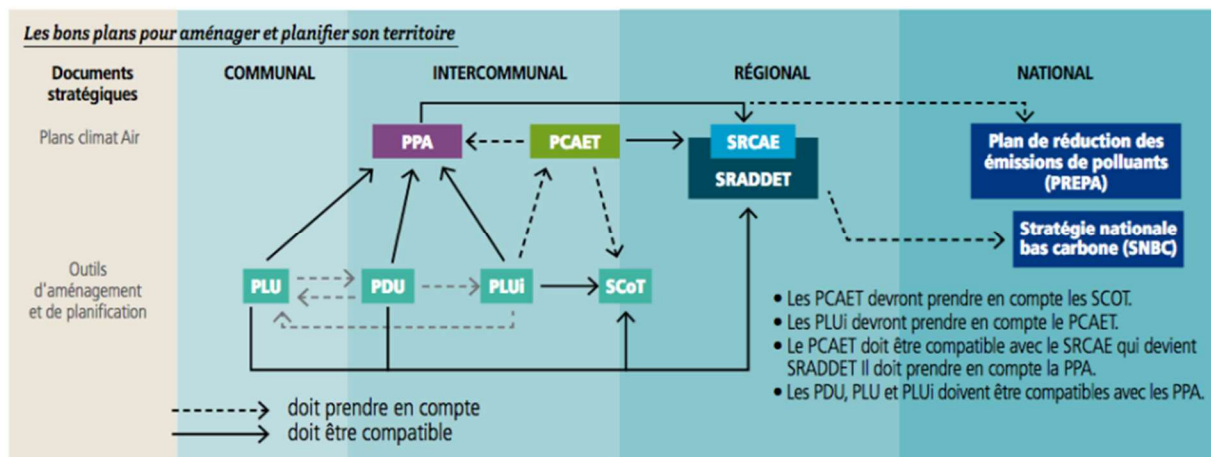 Les bons plans pour aménager et planifier son territoire
Documents
stratégiques
COMMUNAL
INTERCOMMUNAL
RÉGIONAL
NATIONAL
Plans climat Air
PPA
PCAET
SRCAE
SRADDET
Plan de réduction des
émissions de polluants
(PREPA)
Stratégie nationale
bas carbone (SNBC)
Outils
d'aménagement
et de planification
PLU
PDU
PLUi
SCoT
• Les PCAET devront prendre en compte les SCOT.
• Les PLUi devront prendre en compte le PCAET.
• Le PCAET doit être compatible avec le SRCAE qui devient
SRADDET Il doit prendre en compte la PPA.
• Les PDU, PLU et PLUi doivent être compatibles avec les PPA.
doit prendre en compte
doit être compatible